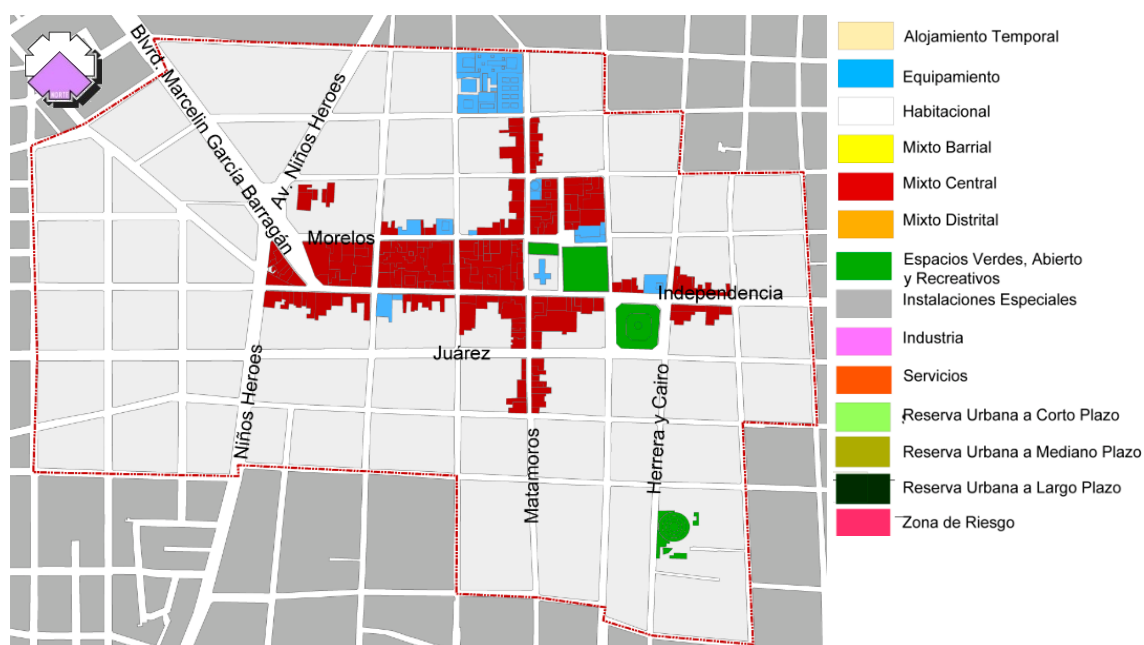 Blvrd. Marcelin García Barragán
Av. Niños Heroes
NORTE
Morelos
Independencia
Juárez
Niños Heroes
Matamoros
Herrera y Cairo
Alojamiento Temporal
Equipamiento
Habitacional
Mixto Barrial
Mixto Central
Mixto Distrital
Espacios Verdes, Abierto
y Recreativos
Instalaciones Especiales
Industria
Servicios
Reserva Urbana a Corto Plazo
Reserva Urbana a Mediano Plazo
Reserva Urbana a Largo Plazo
Zona de Riesgo